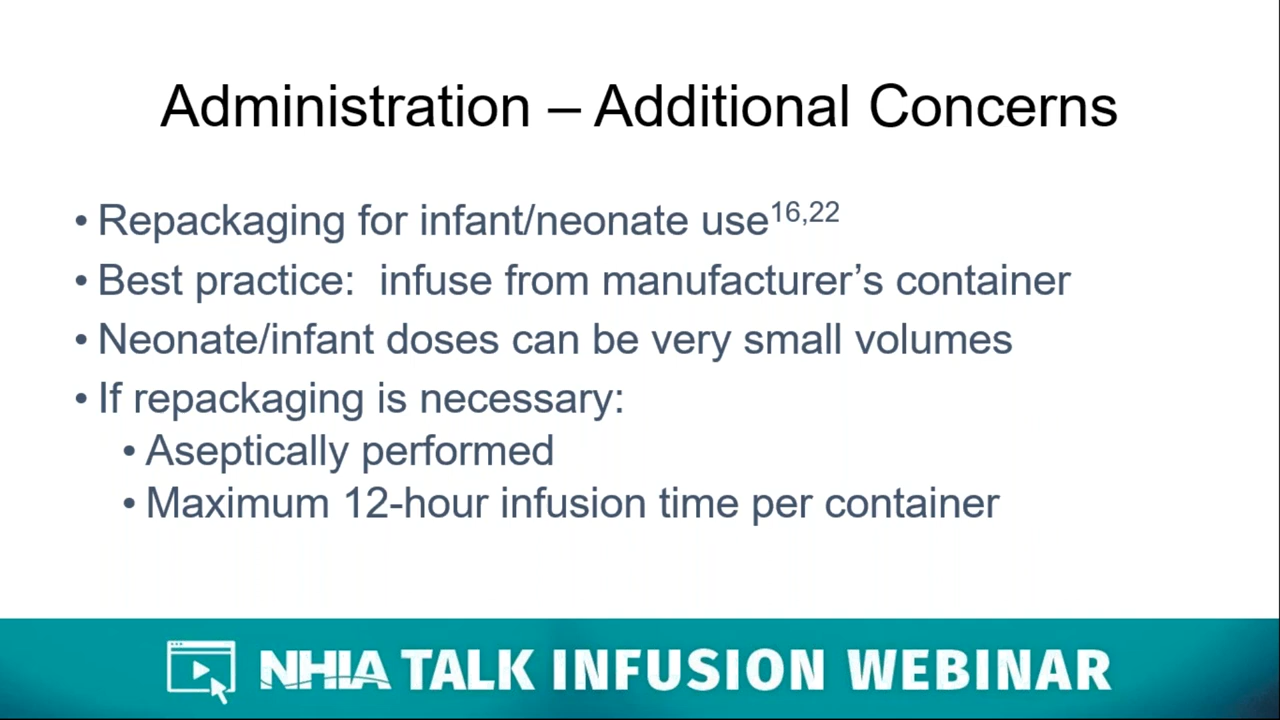 Administration – Additional Concerns
• Repackaging for infant/neonate use16,22
• Best practice:  infuse from manufacturer’s container
• Neonate/infant doses can be very small volumes
• If repackaging is necessary:
• Aseptically performed
• Maximum 12-hour infusion time per container
NHIA TALK INFUSION WEBINAR